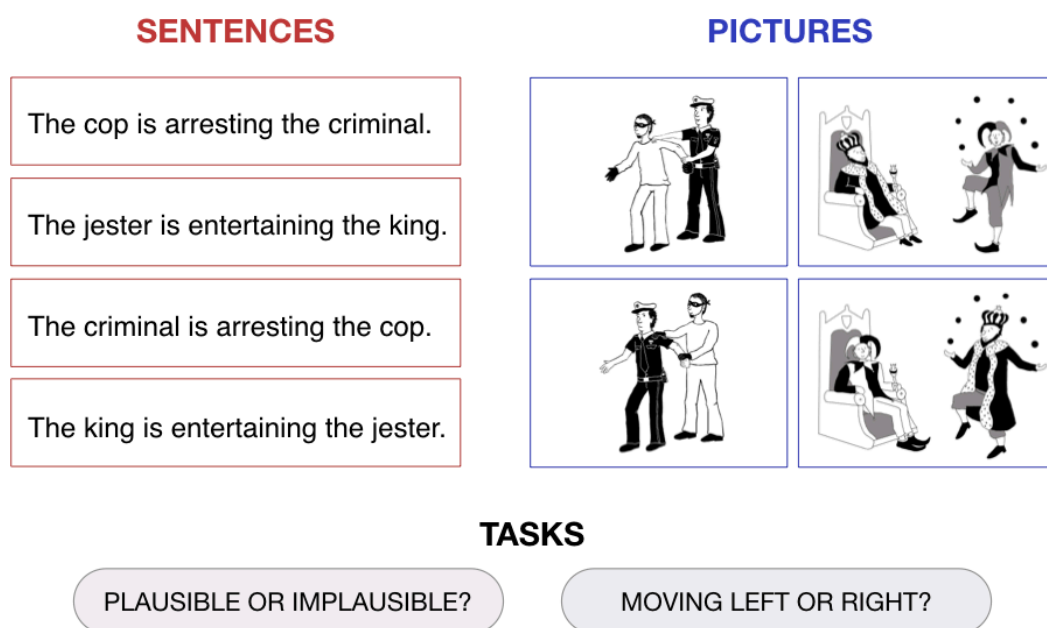 SENTENCES
The cop is arresting the criminal.
The jester is entertaining the king.
The criminal is arresting the cop.
The king is entertaining the jester.
PICTURES
TASKS
PLAUSIBLE OR IMPLAUSIBLE?
MOVING LEFT OR RIGHT?